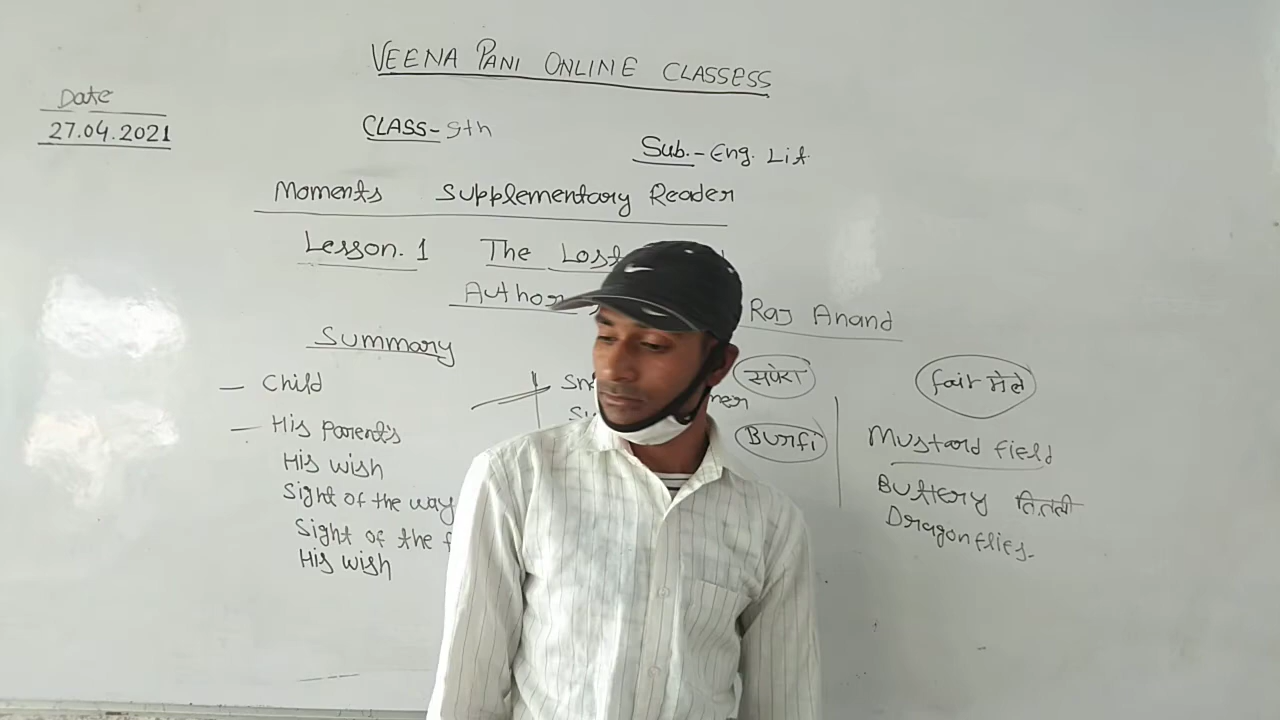 VEENA PANI ONLINE CLASSESS
Date
27.04.2021
CLASS-9th
Sub.-Eng. Lit
Moments Supplementary Reader
Lesson.1 The Lost
Author Raj Anand
Summary
- Child
- His Parents
His wish
Sight of the way
Sight of the
His wish
सपेरा
Burfi
fair मेले
Mustard field
Buttery तितली
Dragonflies.